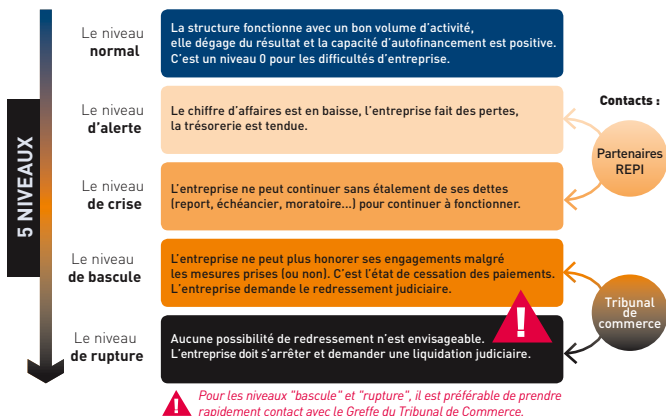 5 NIVEAUX
Le niveau
normal
La structure fonctionne avec un bon volume d'activité,
elle dégage du résultat et la capacité d'autofinancement est positive.
C'est un niveau 0 pour les difficultés d'entreprise.
Le niveau
d'alerte
Le chiffre d'affaires est en baisse, l'entreprise fait des pertes,
la trésorerie est tendue.
Contacts :
Partenaires
REPI
Le niveau
de crise
L'entreprise ne peut continuer sans étalement de ses dettes
(report, échéancier, moratoire...) pour continuer à fonctionner.
Le niveau
de bascule
L'entreprise ne peut plus honorer ses engagements malgré
les mesures prises (ou non). C'est l'état de cessation des paiements.
L'entreprise demande le redressement judiciaire.
Tribunal
de
commerce
!
Le niveau
de rupture
Aucune possibilité de redressement n'est envisageable.
L'entreprise doit s'arrêter et demander une liquidation judiciaire.
!
Pour les niveaux "bascule" et "rupture", il est préférable de prendre
rapidement contact avec le Greffe du Tribunal de Commerce.